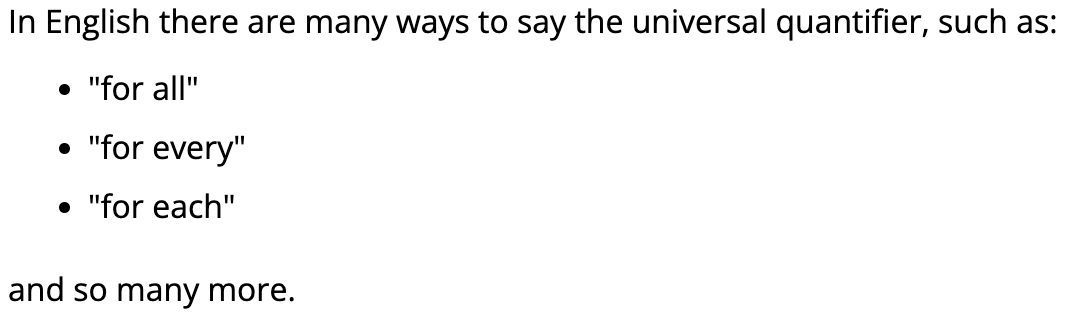 In English there are many ways to say the universal quantifier, such as:
• "for all"
• "for every"
• "for each"
and so many more.